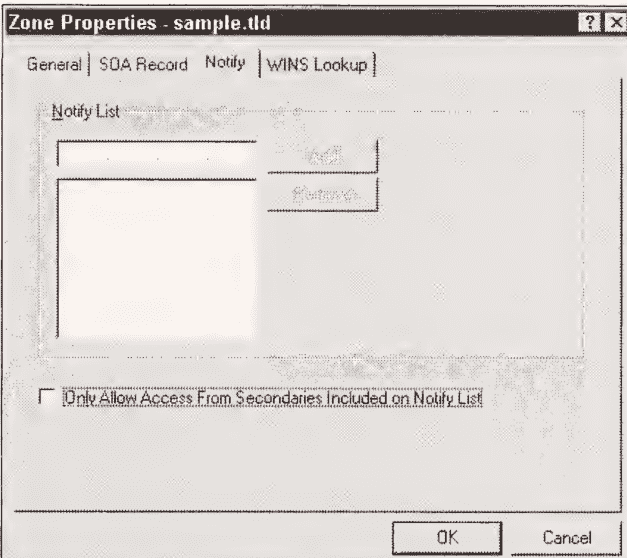 Zone Properties - sample.tld
General SOA Record Notify WINS Lookup
Notify List
Add
Remove
Only Allow Access From Secondaries Included on Notify List
OK Cancel